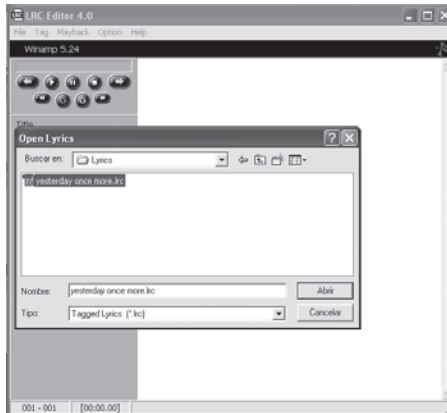 LRC Editor 4.0
File Tag Playback Option Help
Winamp 5.24
Title
Open Lyrics
Buscar en: Lyrics
yesterday once more.lrc
Nombre: yesterday once more.lrc Abrir
Tipo: Tagged Lyrics (*.lrc) Cancelar
001 - 001 [00:00.00]